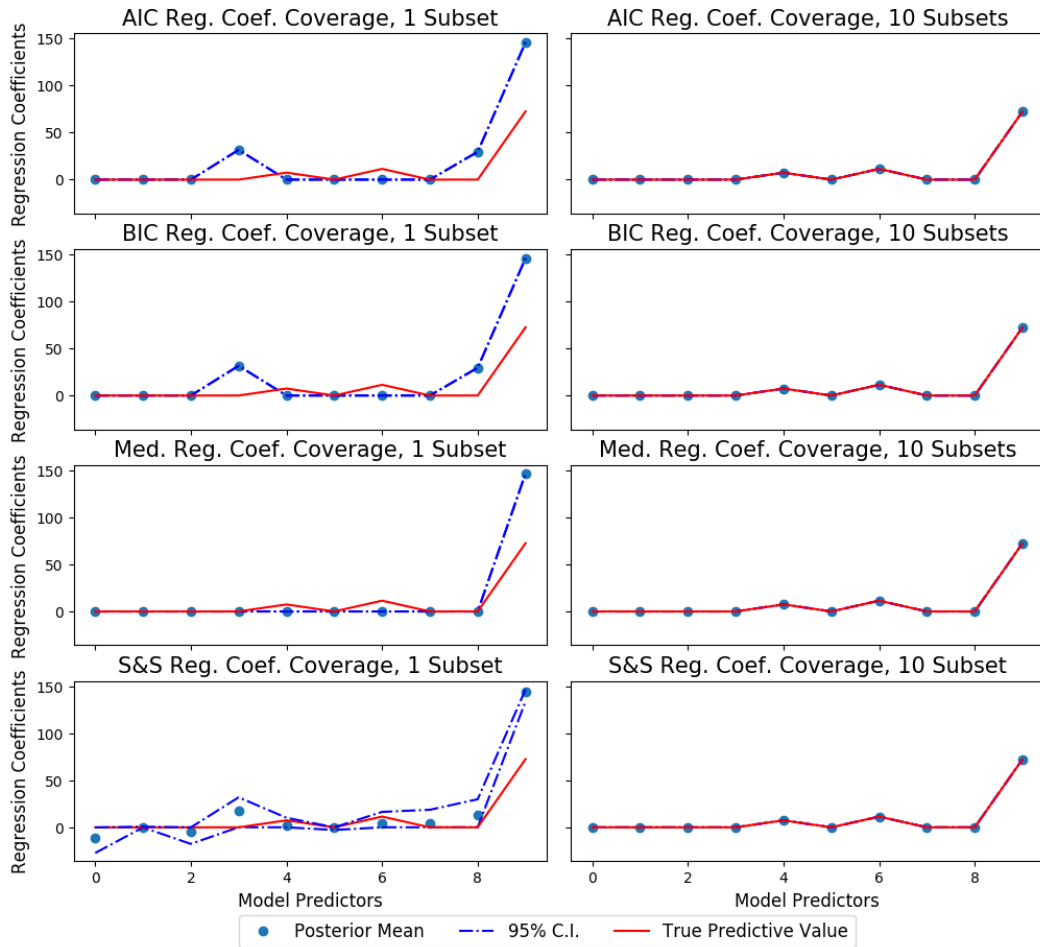 AIC Reg. Coef. Coverage, 1 Subset
AIC Reg. Coef. Coverage, 10 Subsets
Regression Coefficients
150
100
50
0
BIC Reg. Coef. Coverage, 1 Subset
BIC Reg. Coef. Coverage, 10 Subsets
Regression Coefficients
150
100
50
0
Med. Reg. Coef. Coverage, 1 Subset
Med. Reg. Coef. Coverage, 10 Subsets
Regression Coefficients
150
100
50
0
S&S Reg. Coef. Coverage, 1 Subset
S&S Reg. Coef. Coverage, 10 Subset
Regression Coefficients
150
100
50
0
0 2 4 6 8
0 2 4 6 8
Model Predictors
Model Predictors
Posterior Mean 95% C.I. True Predictive Value